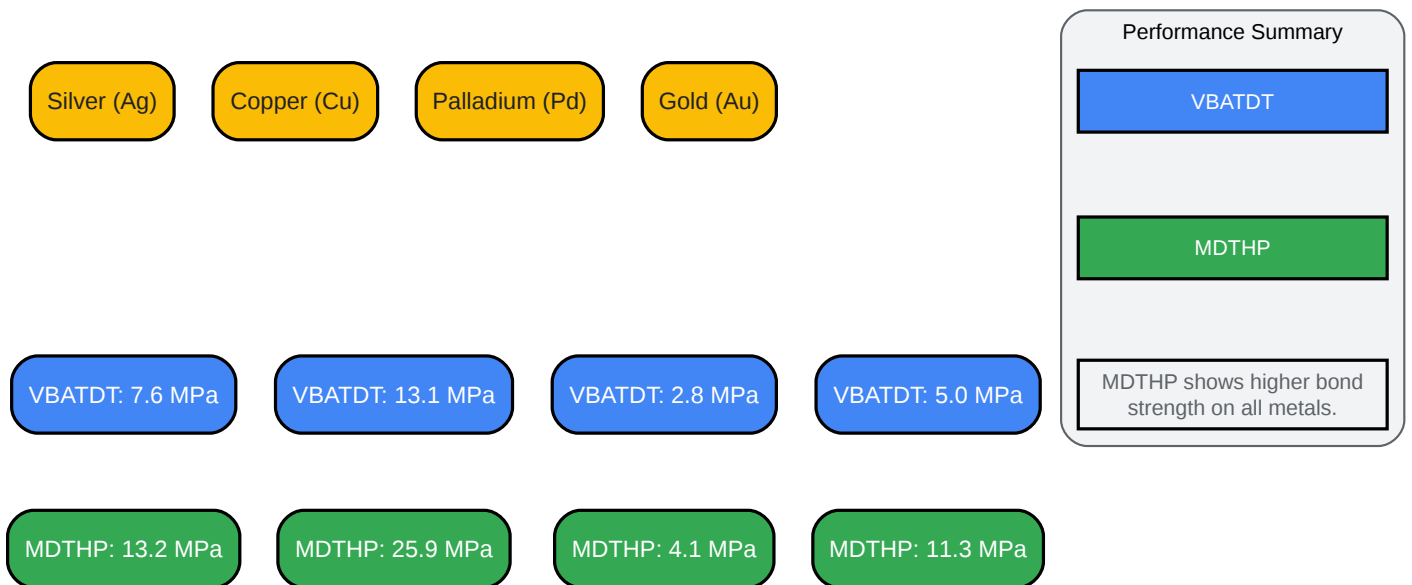 Performance Summary
Silver (Ag)
Copper (Cu)
Palladium (Pd)
Gold (Au)
VBATDT
MDTHP
VBATDT: 7.6 MPa
VBATDT: 13.1 MPa
VBATDT: 2.8 MPa
VBATDT: 5.0 MPa
MDTHP shows higher bond
strength on all metals.
MDTHP: 13.2 MPa
MDTHP: 25.9 MPa
MDTHP: 4.1 MPa
MDTHP: 11.3 MPa